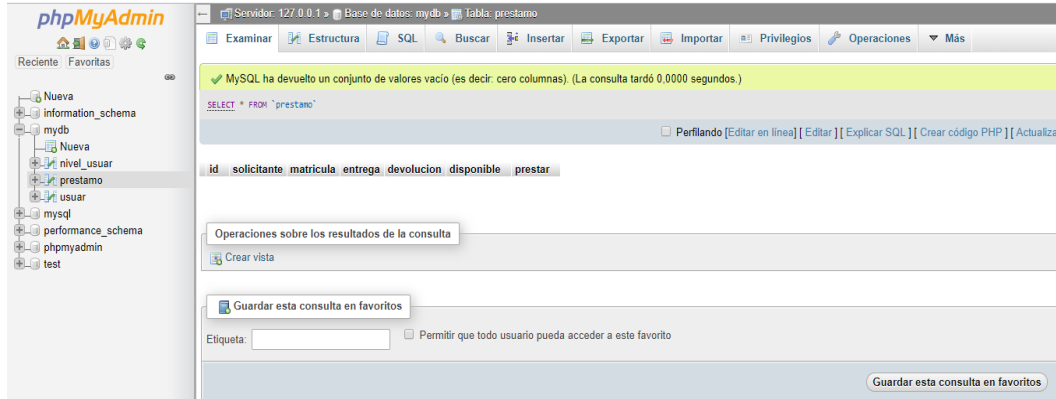 phpMyAdmin
Reciente Favoritas
Nueva
information_schema
mydb
Nueva
nivel_usuar
prestamo
usuar
mysql
performance_schema
phpmyadmin
test
← Servidor: 127.0.0.1 » Base de datos: mydb » Tabla: prestamo
Examinar Estructura SQL Buscar Insertar Exportar Importar Privilegios Operaciones Más
MySQL ha devuelto un conjunto de valores vacío (es decir: cero columnas). (La consulta tardó 0,0000 segundos.)
SELECT * FROM `prestamo`
Perfilando [Editar en línea] [ Editar ] [ Explicar SQL ] [ Crear código PHP ] [ Actualiza
id solicitante matricula entrega devolucion disponible prestar
Operaciones sobre los resultados de la consulta
Crear vista
Guardar esta consulta en favoritos
Etiqueta: Permitir que todo usuario pueda acceder a este favorito
Guardar esta consulta en favoritos